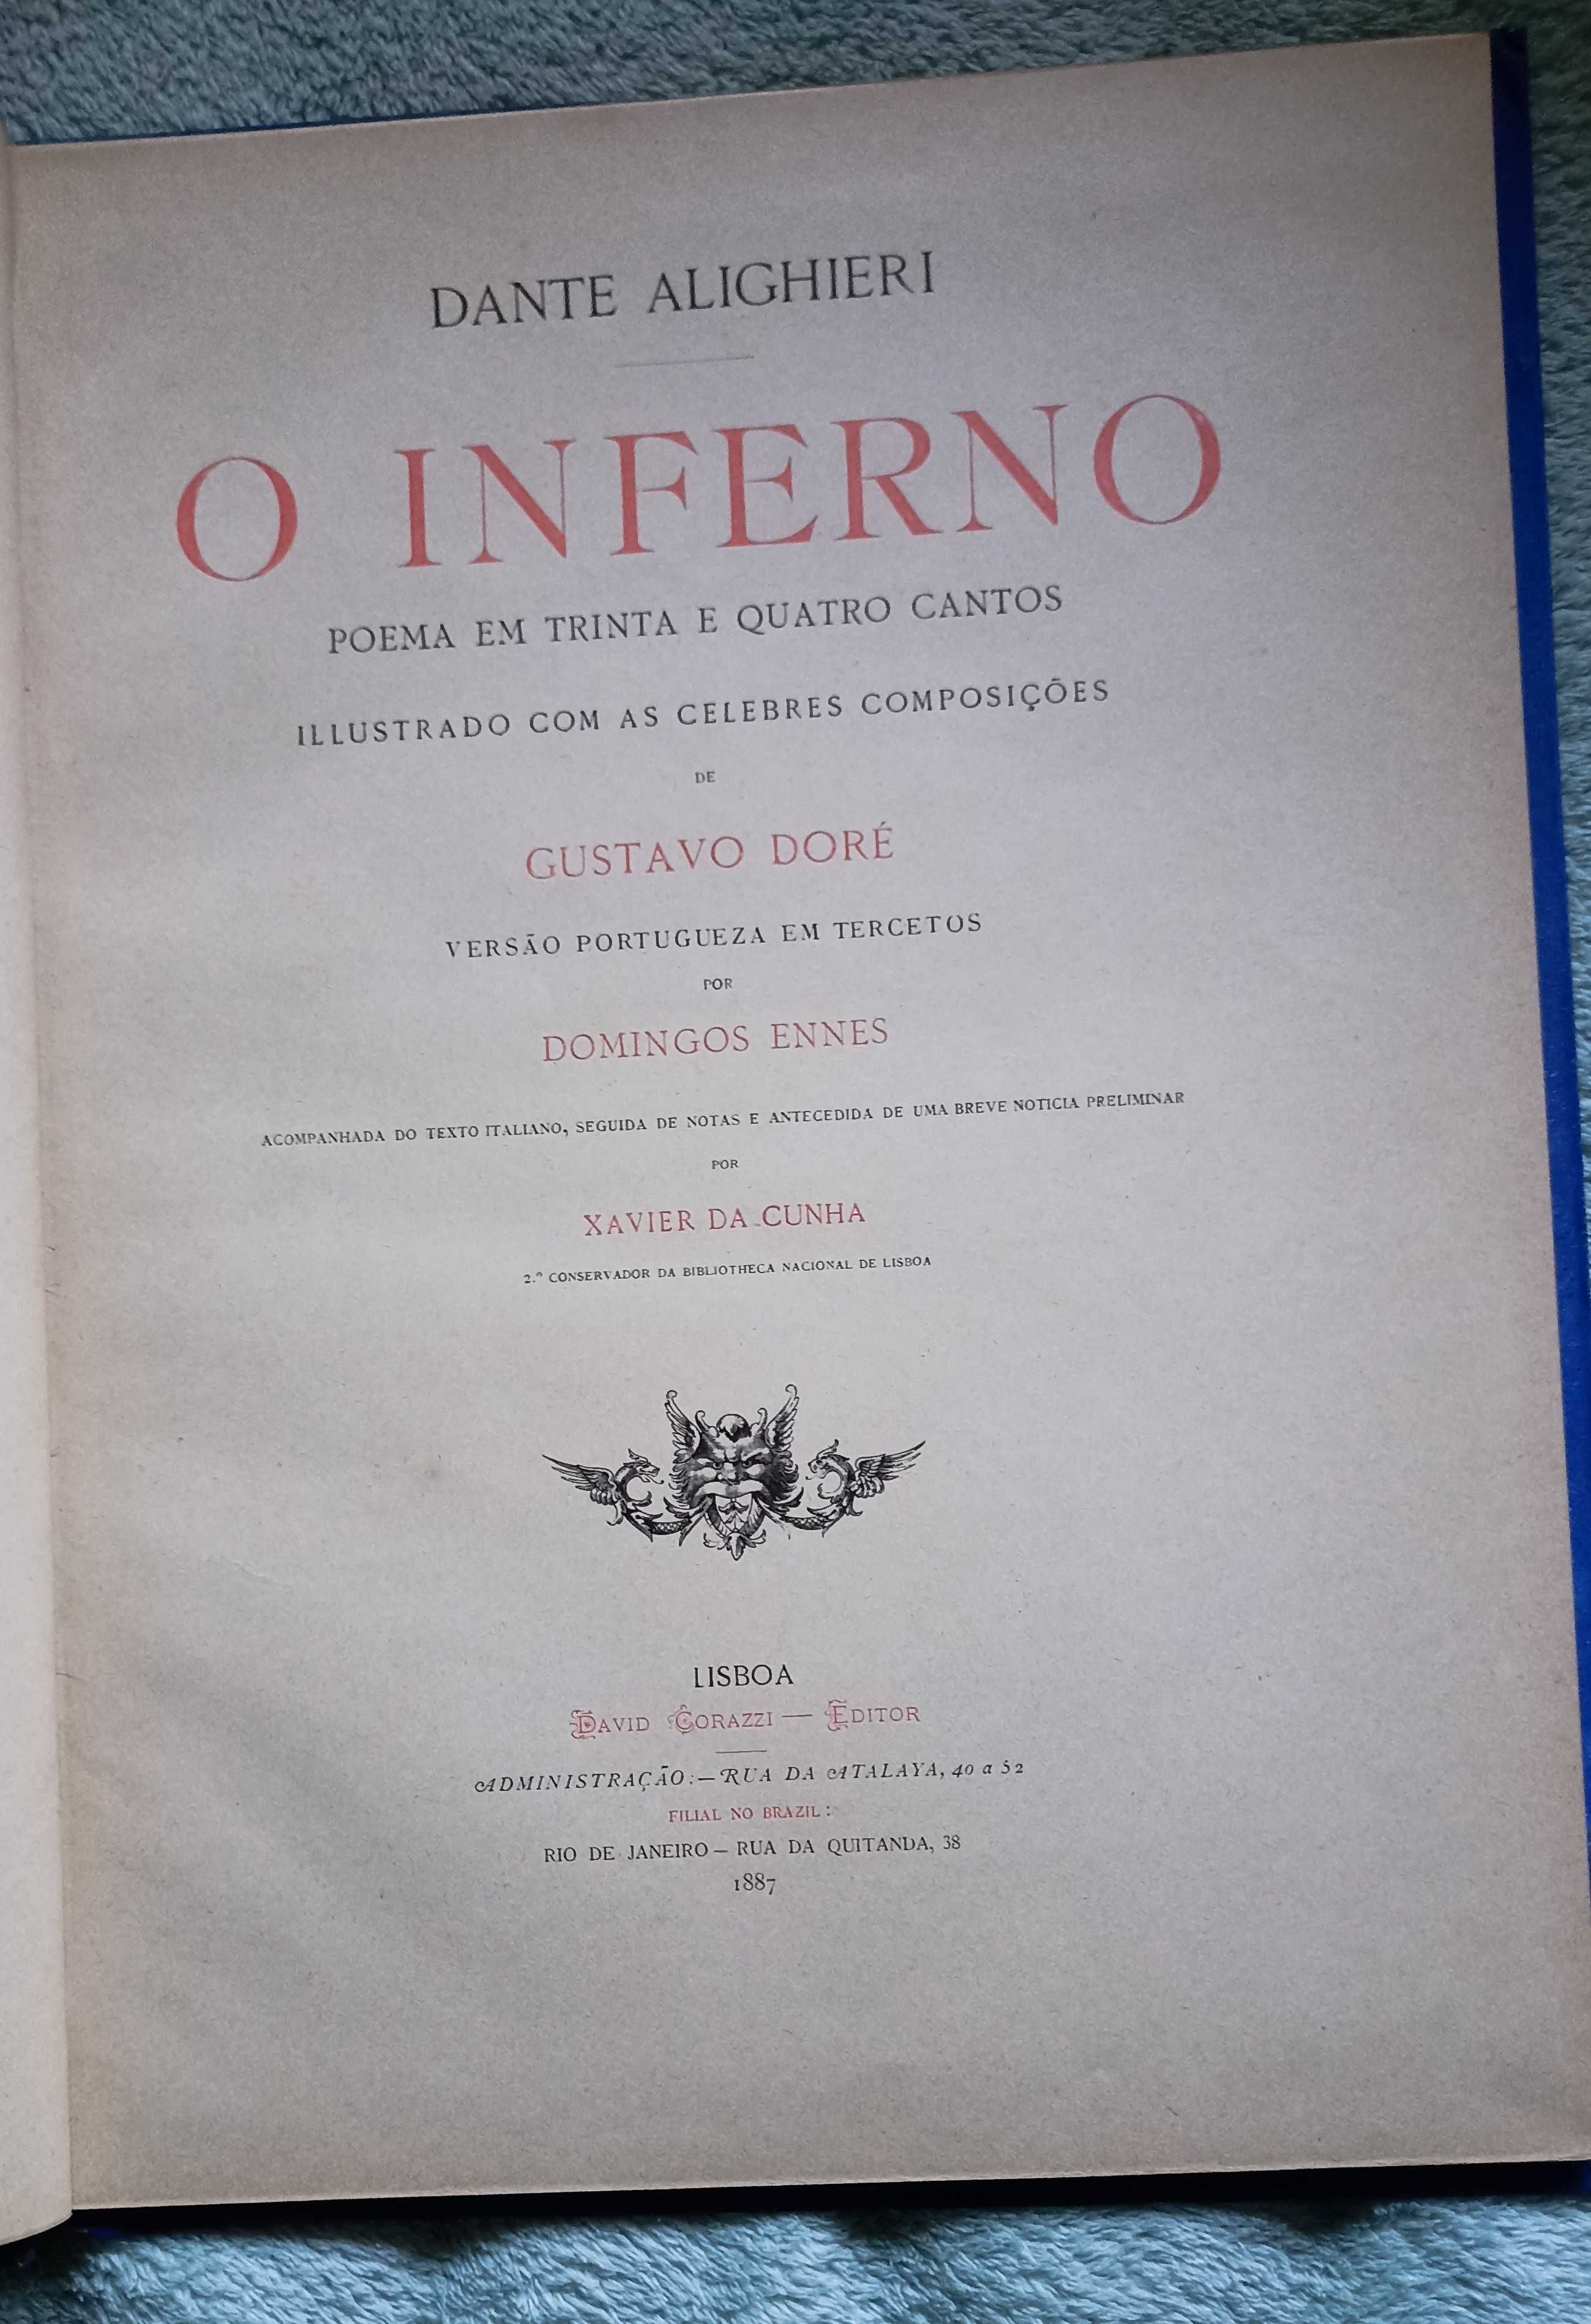 DANTE ALIGHIERI
O INFERNO
POEMA EM TRINTA E QUATRO CANTOS
ILLUSTRADO COM AS CELEBRES COMPOSIÇÕES
DE
GUSTAVO DORÉ
VERSÃO PORTUGUEZA EM TERCETOS
POR
DOMINGOS ENNES
ACOMPANHADA DO TEXTO ITALIANO, SEGUIDA DE NOTAS E ANTECEDIDA DE UMA BREVE NOTICIA PRELIMINAR
POR
XAVIER DA CUNHA
2.º CONSERVADOR DA BIBLIOTHECA NACIONAL DE LISBOA
LISBOA
DAVID CORAZZI — EDITOR
ADMINISTRAÇÃO:—RUA DA ATALAYA, 40 a 52
FILIAL NO BRAZIL:
RIO DE JANEIRO — RUA DA QUITANDA, 38
1887